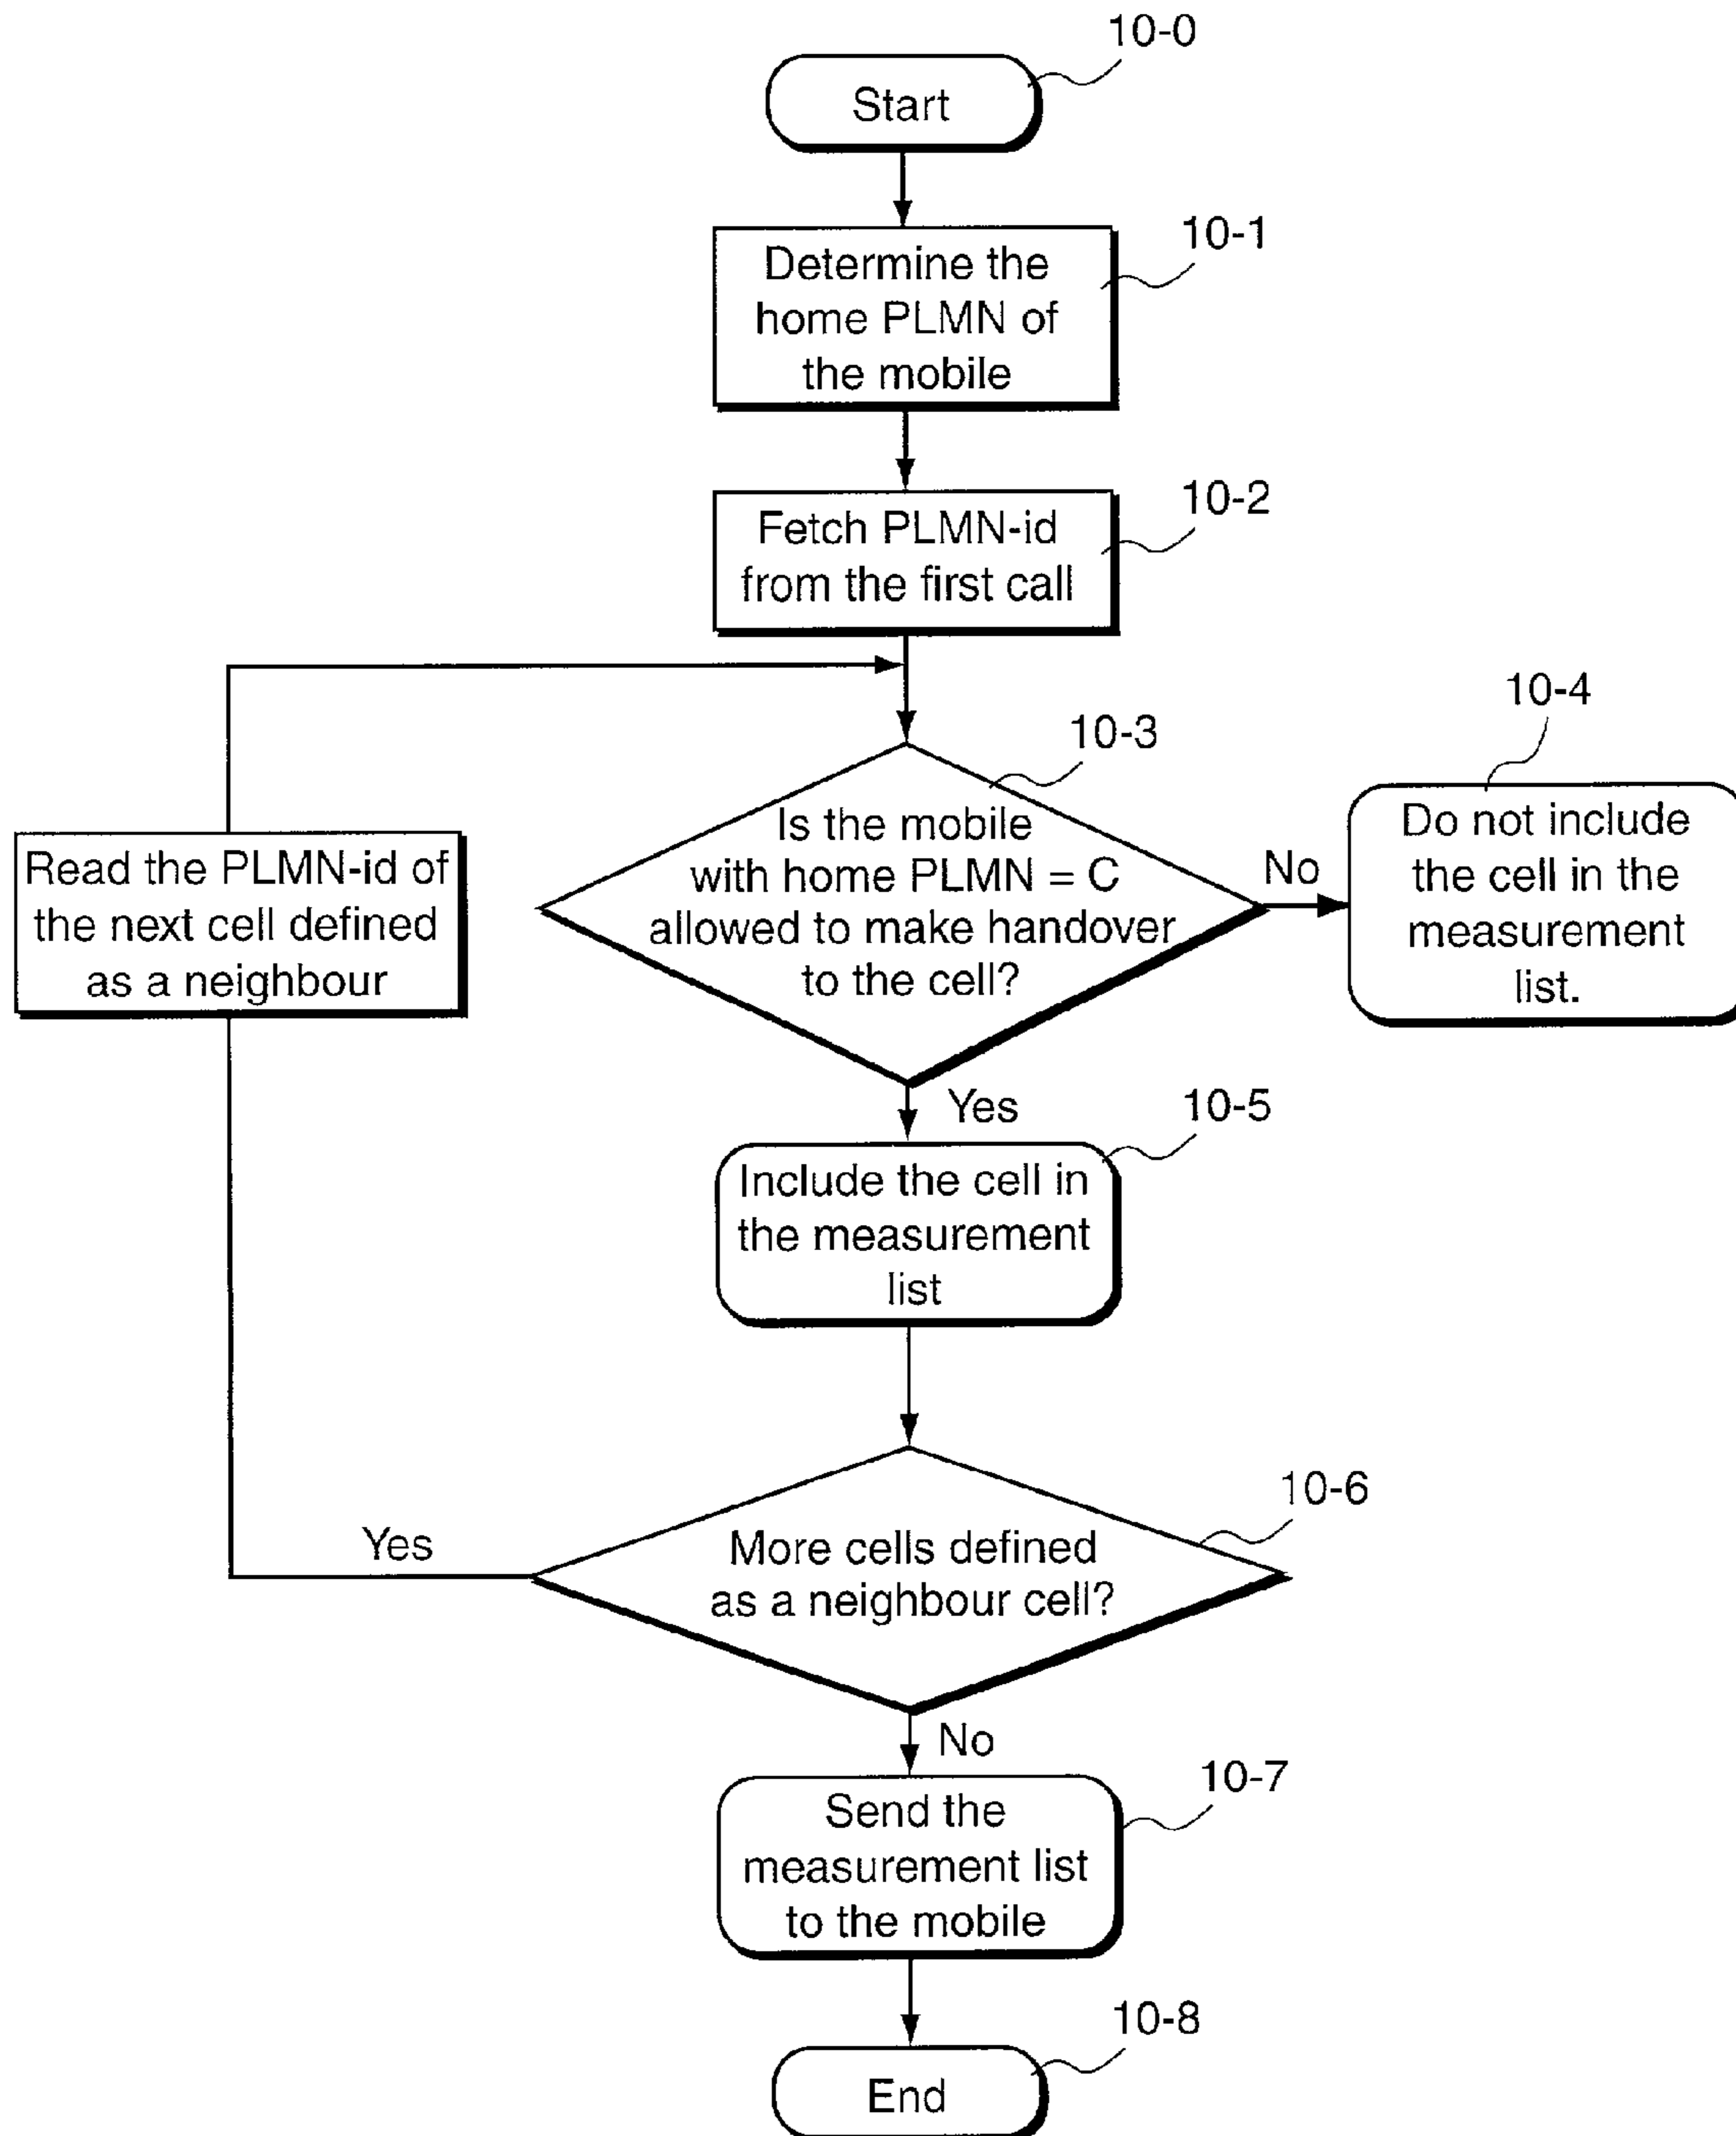 10-0
Start
10-1
Determine the
home PLMN of
the mobile
10-2
Fetch PLMN-id
from the first call
10-3
10-4
Is the mobile
with home PLMN = C
allowed to make handover
to the cell?
No
Do not include
the cell in the
measurement
list.
Read the PLMN-id of
the next cell defined
as a neighbour
Yes
10-5
Include the cell in
the measurement
list
10-6
More cells defined
as a neighbour cell?
Yes
No
10-7
Send the
measurement list
to the mobile
10-8
End